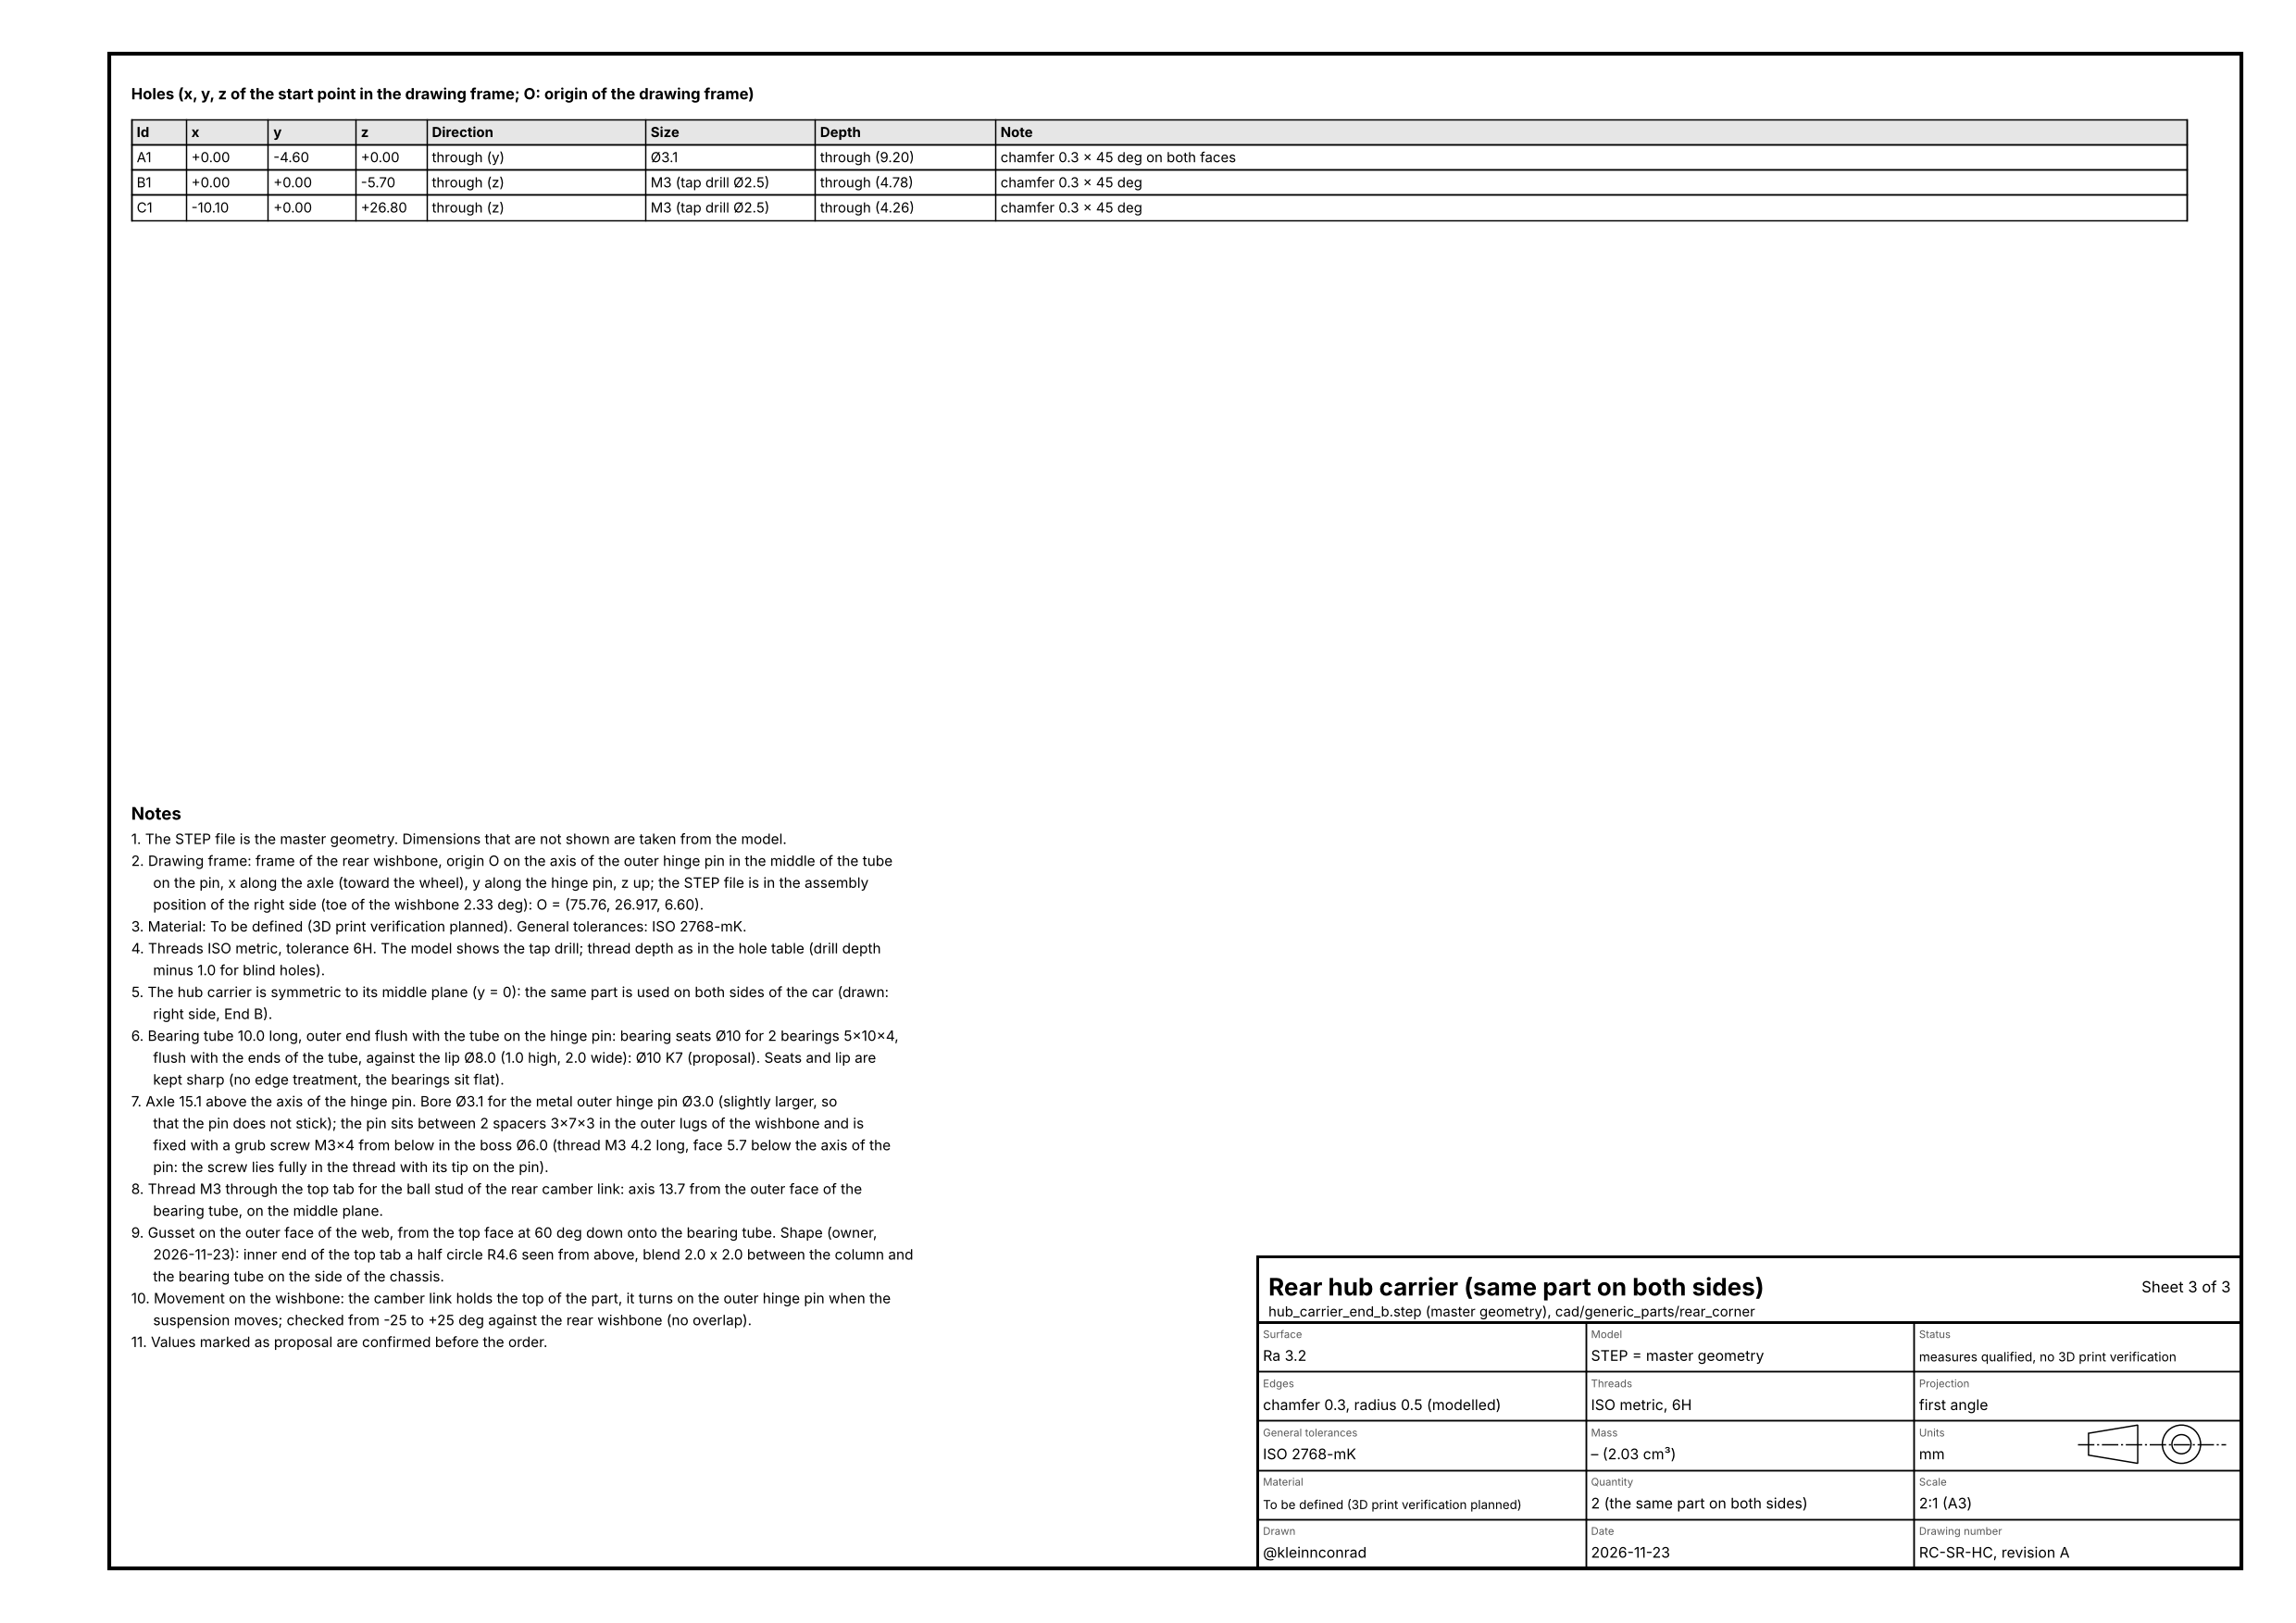 Holes (x, y, z of the start point in the drawing frame; O: origin of the drawing frame)
Id x y z Direction Size Depth Note
A1 +0.00 -4.60 +0.00 through (y) Ø3.1 through (9.20) chamfer 0.3 × 45 deg on both faces
B1 +0.00 +0.00 -5.70 through (z) M3 (tap drill Ø2.5) through (4.78) chamfer 0.3 × 45 deg
C1 -10.10 +0.00 +26.80 through (z) M3 (tap drill Ø2.5) through (4.26) chamfer 0.3 × 45 deg
Notes
1. The STEP file is the master geometry. Dimensions that are not shown are taken from the model.
2. Drawing frame: frame of the rear wishbone, origin O on the axis of the outer hinge pin in the middle of the tube
on the pin, x along the axle (toward the wheel), y along the hinge pin, z up; the STEP file is in the assembly
position of the right side (toe of the wishbone 2.33 deg): O = (75.76, 26.917, 6.60).
3. Material: To be defined (3D print verification planned). General tolerances: ISO 2768-mK.
4. Threads ISO metric, tolerance 6H. The model shows the tap drill; thread depth as in the hole table (drill depth
minus 1.0 for blind holes).
5. The hub carrier is symmetric to its middle plane (y = 0): the same part is used on both sides of the car (drawn:
right side, End B).
6. Bearing tube 10.0 long, outer end flush with the tube on the hinge pin: bearing seats Ø10 for 2 bearings 5×10×4,
flush with the ends of the tube, against the lip Ø8.0 (1.0 high, 2.0 wide): Ø10 K7 (proposal). Seats and lip are
kept sharp (no edge treatment, the bearings sit flat).
7. Axle 15.1 above the axis of the hinge pin. Bore Ø3.1 for the metal outer hinge pin Ø3.0 (slightly larger, so
that the pin does not stick); the pin sits between 2 spacers 3×7×3 in the outer lugs of the wishbone and is
fixed with a grub screw M3×4 from below in the boss Ø6.0 (thread M3 4.2 long, face 5.7 below the axis of the
pin: the screw lies fully in the thread with its tip on the pin).
8. Thread M3 through the top tab for the ball stud of the rear camber link: axis 13.7 from the outer face of the
bearing tube, on the middle plane.
9. Gusset on the outer face of the web, from the top face at 60 deg down onto the bearing tube. Shape (owner,
2026-11-23): inner end of the top tab a half circle R4.6 seen from above, blend 2.0 x 2.0 between the column and
the bearing tube on the side of the chassis.
10. Movement on the wishbone: the camber link holds the top of the part, it turns on the outer hinge pin when the
suspension moves; checked from -25 to +25 deg against the rear wishbone (no overlap).
11. Values marked as proposal are confirmed before the order.
Rear hub carrier (same part on both sides) Sheet 3 of 3
hub_carrier_end_b.step (master geometry), cad/generic_parts/rear_corner
Surface Model Status
Ra 3.2 STEP = master geometry measures qualified, no 3D print verification
Edges Threads Projection
chamfer 0.3, radius 0.5 (modelled) ISO metric, 6H first angle
General tolerances Mass Units
ISO 2768-mK – (2.03 cm³) mm
Material Quantity Scale
To be defined (3D print verification planned) 2 (the same part on both sides) 2:1 (A3)
Drawn Date Drawing number
@kleinnconrad 2026-11-23 RC-SR-HC, revision A